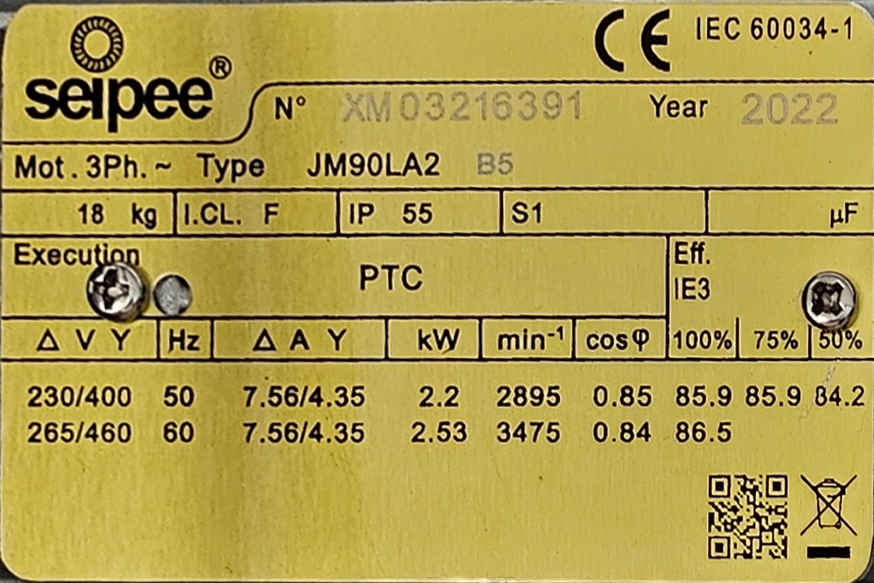 CE IEC 60034-1
seipee®
N° XM03216391 Year 2022
Mot. 3Ph. ~ Type JM90LA2 B5
18 kg I.CL. F IP 55 S1 µF
Execution PTC Eff.
IE3
Δ V Y Hz Δ A Y kW min⁻¹ cosφ 100% 75% 50%
230/400 50 7.56/4.35 2.2 2895 0.85 85.9 85.9 84.2
265/460 60 7.56/4.35 2.53 3475 0.84 86.5